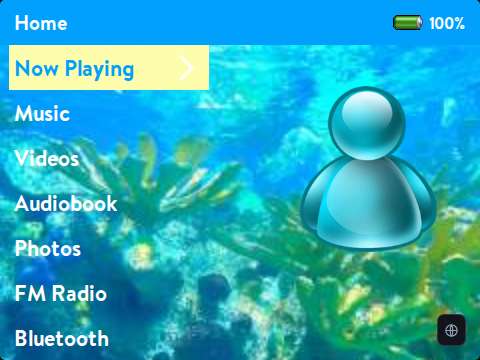 Home
100%
Now Playing
Music
Videos
Audiobook
Photos
FM Radio
Bluetooth